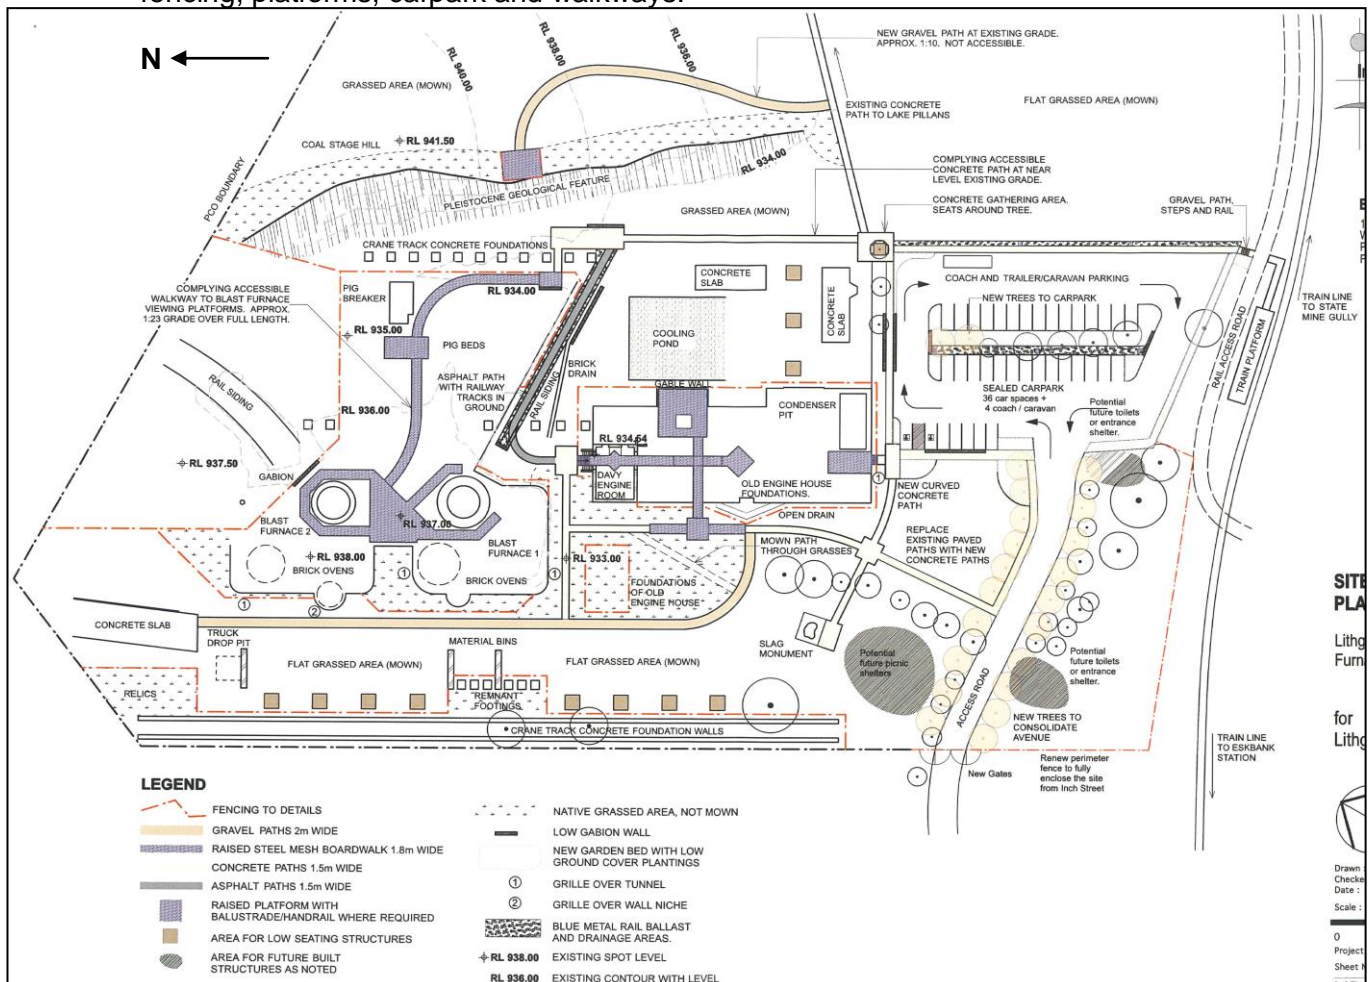 fencing, platforms, carpark and walkways.
N
NEW GRAVEL PATH AT EXISTING GRADE.
APPROX. 1:10. NOT ACCESSIBLE.
RL 940.00
RL 938.00
RL 936.00
GRASSED AREA (MOWN)
EXISTING CONCRETE
PATH TO LAKE PILLANS
FLAT GRASSED AREA (MOWN)
COAL STAGE HILL
RL 941.50
RL 934.00
PLEISTOCENE GEOLOGICAL FEATURE
PCO BOUNDARY
COMPLYING ACCESSIBLE
CONCRETE PATH AT NEAR
LEVEL EXISTING GRADE.
CONCRETE GATHERING AREA.
SEATS AROUND TREE.
GRAVEL PATH,
STEPS AND RAIL
GRASSED AREA (MOWN)
CRANE TRACK CONCRETE FOUNDATIONS
COMPLYING ACCESSIBLE
WALKWAY TO BLAST FURNACE
VIEWING PLATFORMS. APPROX.
1:23 GRADE OVER FULL LENGTH.
PIG
BREAKER
RL 934.00
RL 935.00
PIG BEDS
CONCRETE
SLAB
CONCRETE
SLAB
COOLING
POND
COACH AND TRAILER/CARAVAN PARKING
NEW TREES TO CARPARK
TRAIN LINE
TO STATE
MINE GULLY
RAIL ACCESS ROAD
TRAIN PLATFORM
ASPHALT PATH
WITH RAILWAY
TRACKS IN
GROUND
RAIL SIDING
BRICK
DRAIN
GABLE WALL
CONDENSER
PIT
SEALED CARPARK
36 car spaces +
4 coach / caravan
Potential
future toilets
or entrance
shelter.
RAIL SIDING
RL 936.00
RL 937.50
GABION
RL 934.54
DAVY
ENGINE
ROOM
OLD ENGINE HOUSE
FOUNDATIONS.
1
NEW CURVED
CONCRETE
PATH
OPEN DRAIN
BLAST
FURNACE 2
RL 937.00
BLAST
FURNACE 1
MOWN PATH
THROUGH GRASSES
REPLACE
EXISTING PAVED
PATHS WITH NEW
CONCRETE PATHS
RL 938.00
BRICK OVENS
1
BRICK OVENS
1
RL 933.00
FOUNDATIONS
OF OLD
ENGINE HOUSE
1
2
CONCRETE SLAB
TRUCK
DROP PIT
MATERIAL BINS
SLAG
MONUMENT
FLAT GRASSED AREA (MOWN)
FLAT GRASSED AREA (MOWN)
Potential
future picnic
shelters
Potential
future toilets
or entrance
shelter.
RELICS
REMNANT
FOOTINGS
ACCESS ROAD
NEW TREES TO
CONSOLIDATE
AVENUE
CRANE TRACK CONCRETE FOUNDATION WALLS
New Gates
Renew perimeter
fence to fully
enclose the site
from Inch Street
TRAIN LINE
TO ESKBANK
STATION
SITE
PLA
Lithg
Furn
for
Lithg
LEGEND
FENCING TO DETAILS
GRAVEL PATHS 2m WIDE
RAISED STEEL MESH BOARDWALK 1.8m WIDE
CONCRETE PATHS 1.5m WIDE
ASPHALT PATHS 1.5m WIDE
RAISED PLATFORM WITH
BALUSTRADE/HANDRAIL WHERE REQUIRED
AREA FOR LOW SEATING STRUCTURES
AREA FOR FUTURE BUILT
STRUCTURES AS NOTED
NATIVE GRASSED AREA, NOT MOWN
LOW GABION WALL
NEW GARDEN BED WITH LOW
GROUND COVER PLANTINGS
1 GRILLE OVER TUNNEL
2 GRILLE OVER WALL NICHE
BLUE METAL RAIL BALLAST
AND DRAINAGE AREAS.
RL 938.00 EXISTING SPOT LEVEL
RL 936.00 EXISTING CONTOUR WITH LEVEL
Drawn :
Checke
Date :
Scale :
0
Project
Sheet N